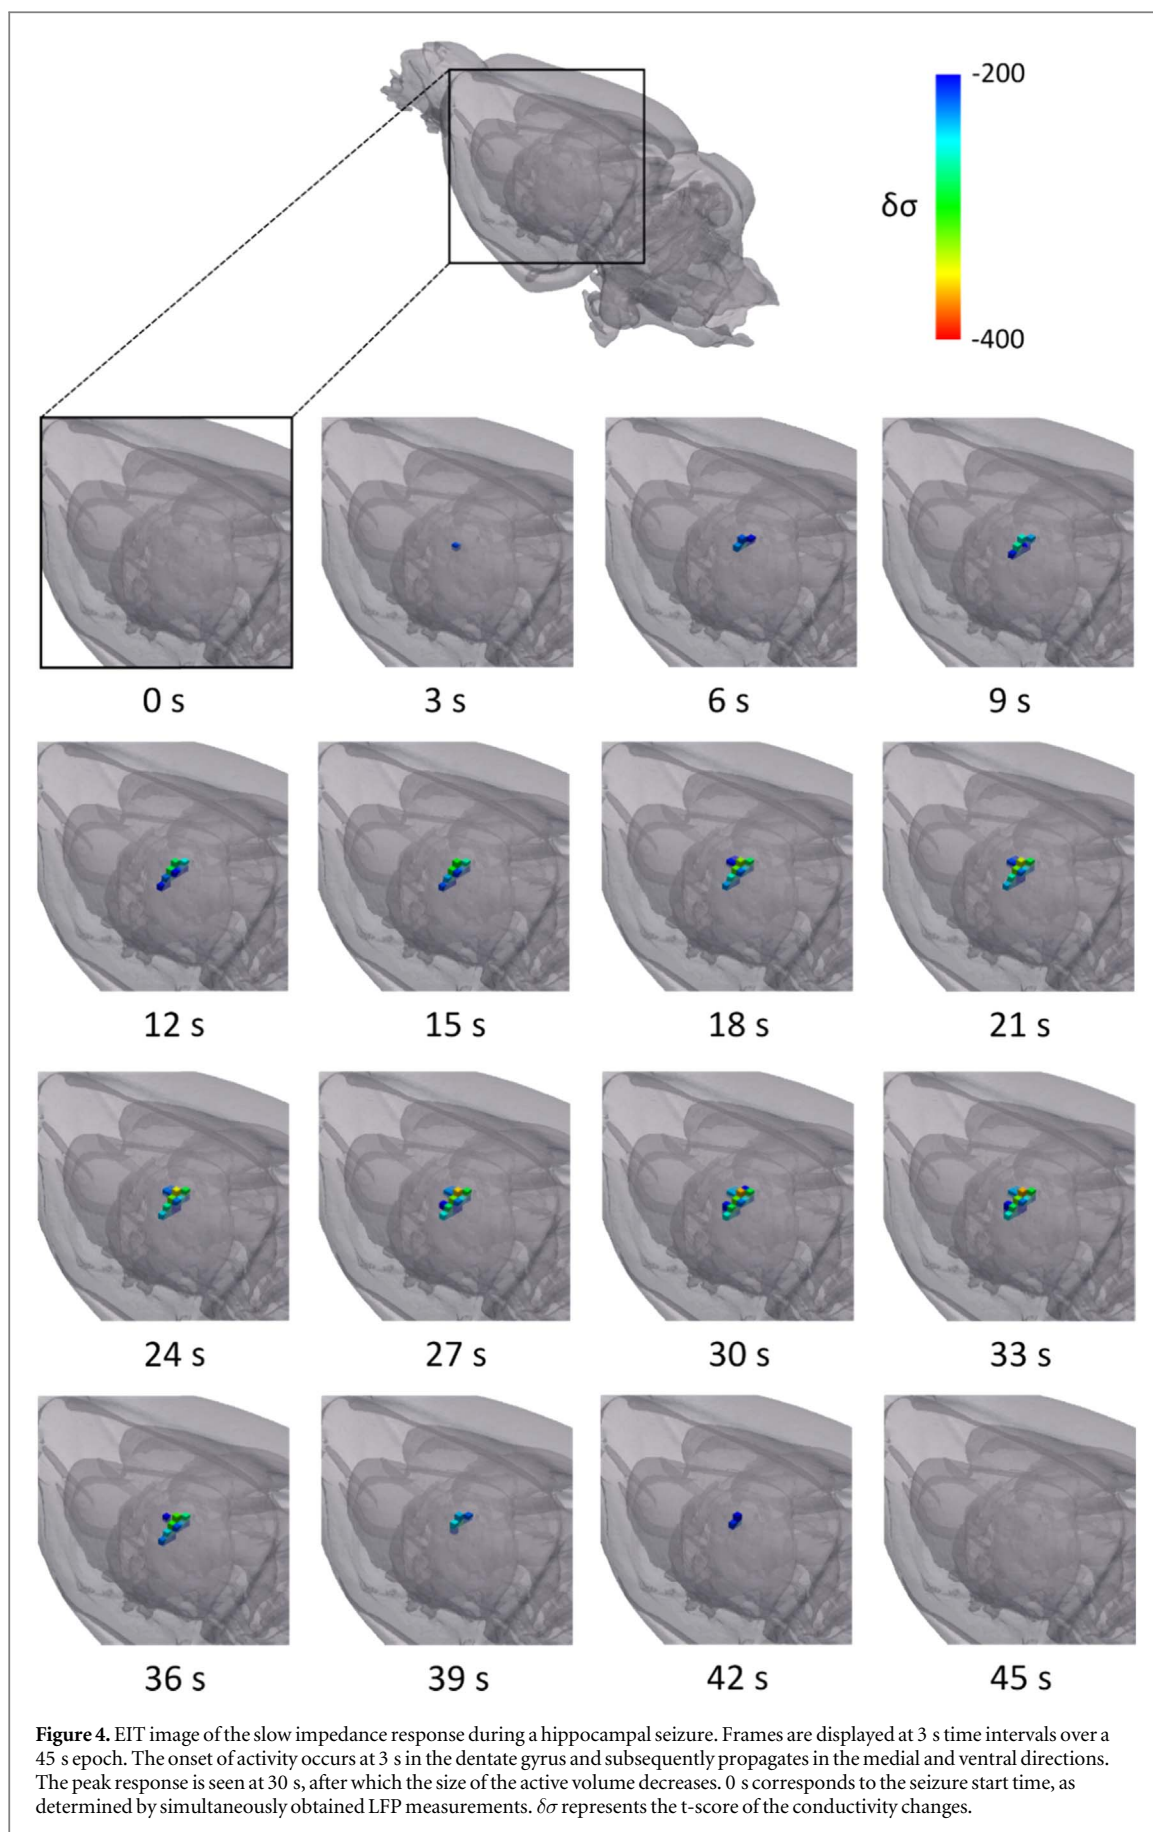 -200
δσ
-400
0 s
3 s
6 s
9 s
12 s
15 s
18 s
21 s
24 s
27 s
30 s
33 s
36 s
39 s
42 s
45 s
Figure 4. EIT image of the slow impedance response during a hippocampal seizure. Frames are displayed at 3 s time intervals over a
45 s epoch. The onset of activity occurs at 3 s in the dentate gyrus and subsequently propagates in the medial and ventral directions.
The peak response is seen at 30 s, after which the size of the active volume decreases. 0 s corresponds to the seizure start time, as
determined by simultaneously obtained LFP measurements. δσ represents the t-score of the conductivity changes.